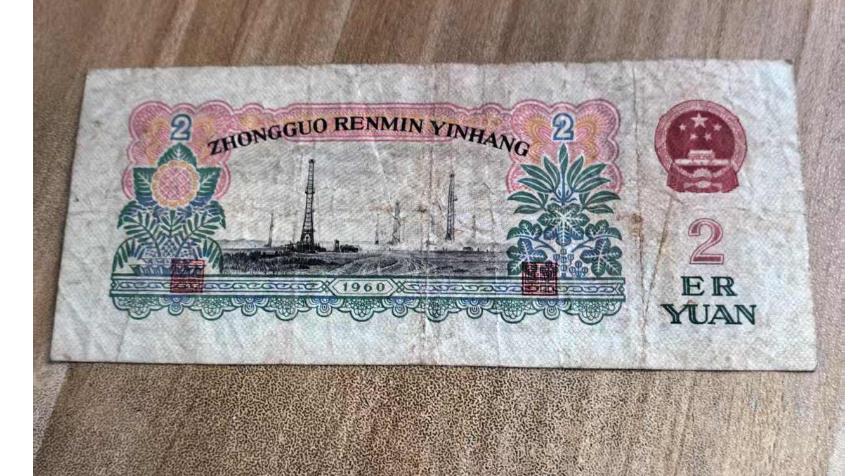 2
ZHONGGUO RENMIN YINHANG
2
1960
2
ER
YUAN